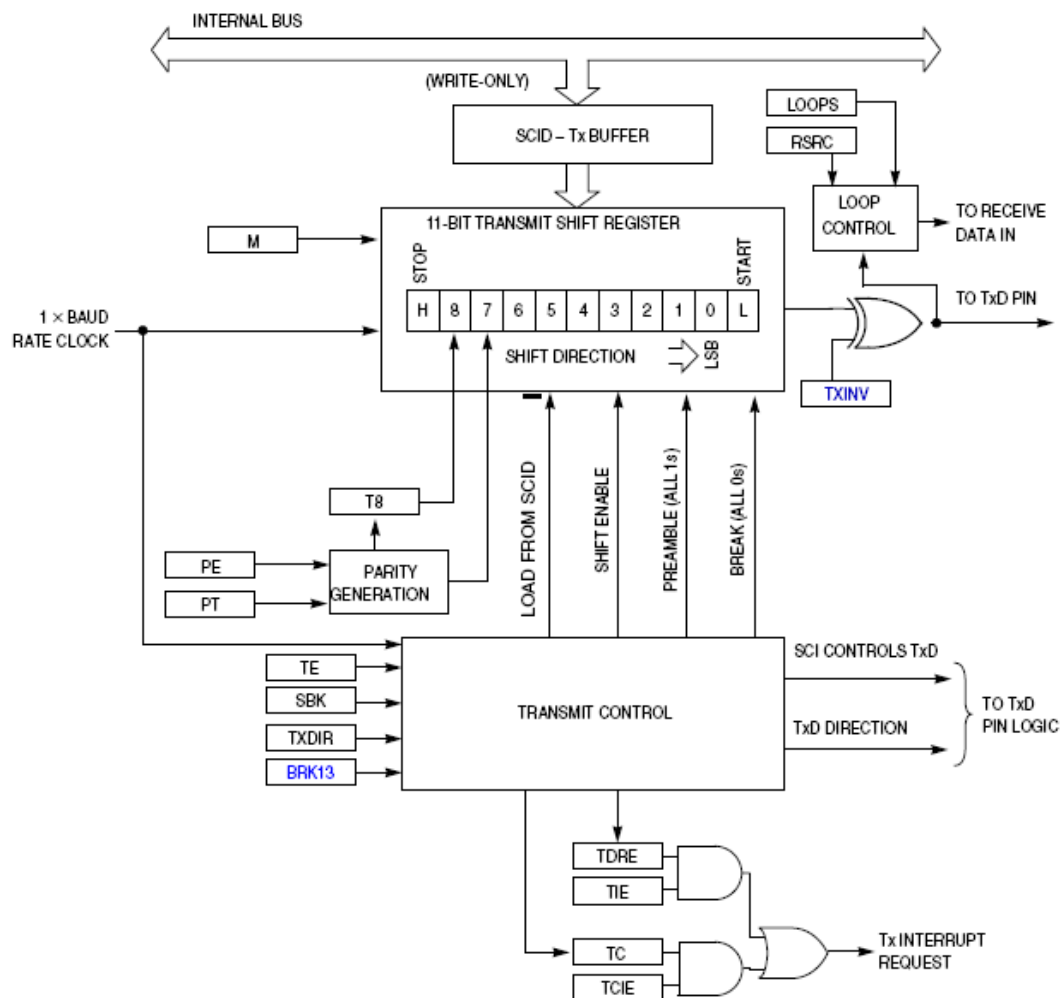 INTERNAL BUS
(WRITE-ONLY)
SCID – Tx BUFFER
LOOPS
RSRC
LOOP
CONTROL
TO RECEIVE
DATA IN
11-BIT TRANSMIT SHIFT REGISTER
M
STOP
START
H 8 7 6 5 4 3 2 1 0 L
SHIFT DIRECTION
LSB
1 × BAUD
RATE CLOCK
TO TxD PIN
TXINV
T8
PE
PT
PARITY
GENERATION
LOAD FROM SCID
SHIFT ENABLE
PREAMBLE (ALL 1s)
BREAK (ALL 0s)
TE
SBK
TXDIR
BRK13
TRANSMIT CONTROL
SCI CONTROLS TxD
TxD DIRECTION
TO TxD
PIN LOGIC
TDRE
TIE
TC
TCIE
Tx INTERRUPT
REQUEST